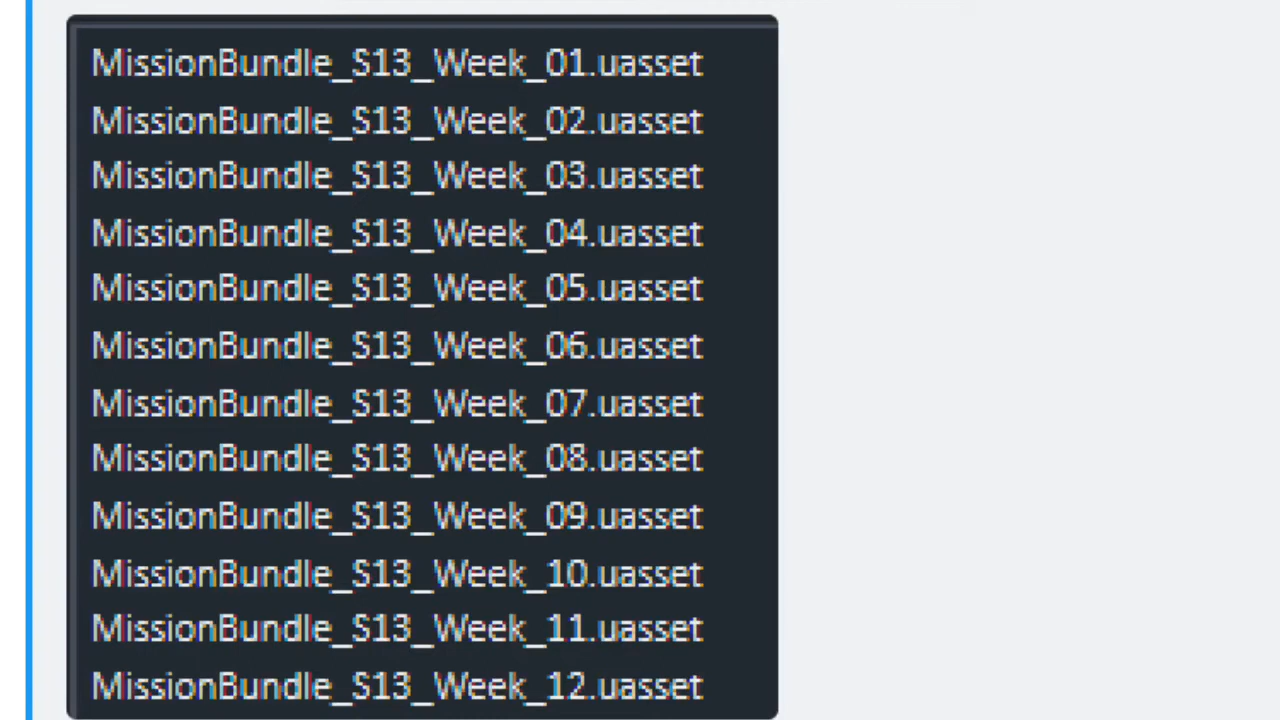 MissionBundle_S13_Week_01.uasset
MissionBundle_S13_Week_02.uasset
MissionBundle_S13_Week_03.uasset
MissionBundle_S13_Week_04.uasset
MissionBundle_S13_Week_05.uasset
MissionBundle_S13_Week_06.uasset
MissionBundle_S13_Week_07.uasset
MissionBundle_S13_Week_08.uasset
MissionBundle_S13_Week_09.uasset
MissionBundle_S13_Week_10.uasset
MissionBundle_S13_Week_11.uasset
MissionBundle_S13_Week_12.uasset